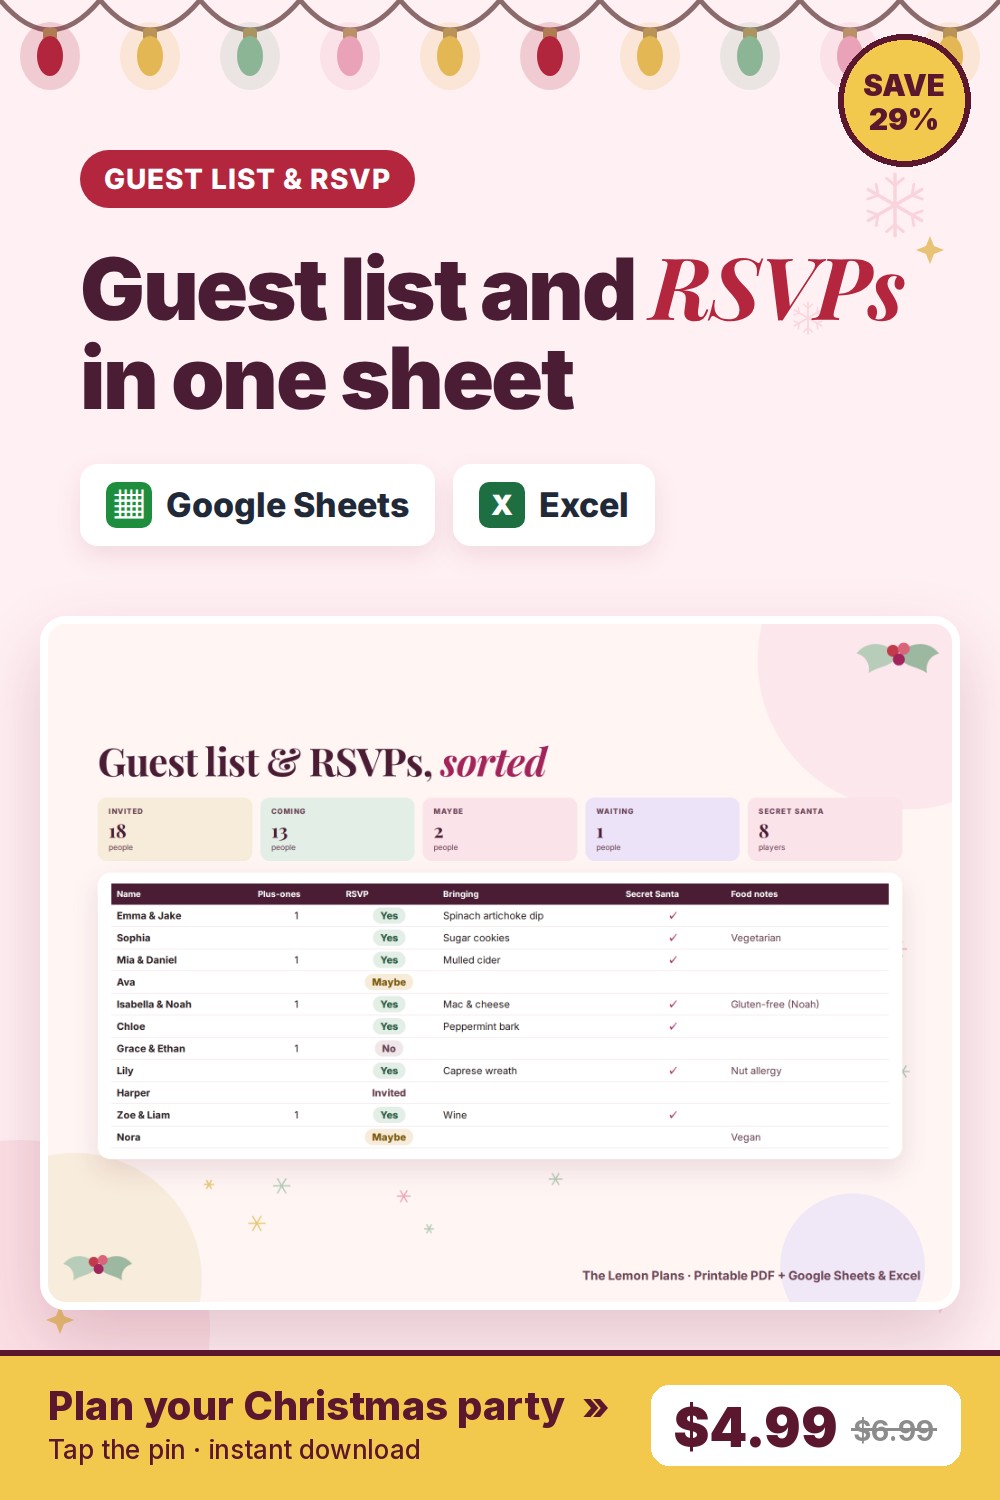 SAVE
29%
GUEST LIST & RSVP
Guest list and RSVPs
in one sheet
Google Sheets
X Excel
Guest list & RSVPs, sorted
INVITED COMING MAYBE WAITING SECRET SANTA
18 13 2 1 8
people people people people players
Name Plus-ones RSVP Bringing Secret Santa Food notes
Emma & Jake 1 Yes Spinach artichoke dip ✓
Sophia Yes Sugar cookies ✓ Vegetarian
Mia & Daniel 1 Yes Mulled cider ✓
Ava Maybe
Isabella & Noah 1 Yes Mac & cheese ✓ Gluten-free (Noah)
Chloe Yes Peppermint bark ✓
Grace & Ethan 1 No
Lily Yes Caprese wreath ✓ Nut allergy
Harper Invited
Zoe & Liam 1 Yes Wine ✓
Nora Maybe Vegan
The Lemon Plans · Printable PDF + Google Sheets & Excel
Plan your Christmas party »
Tap the pin · instant download
$4.99 $6.99